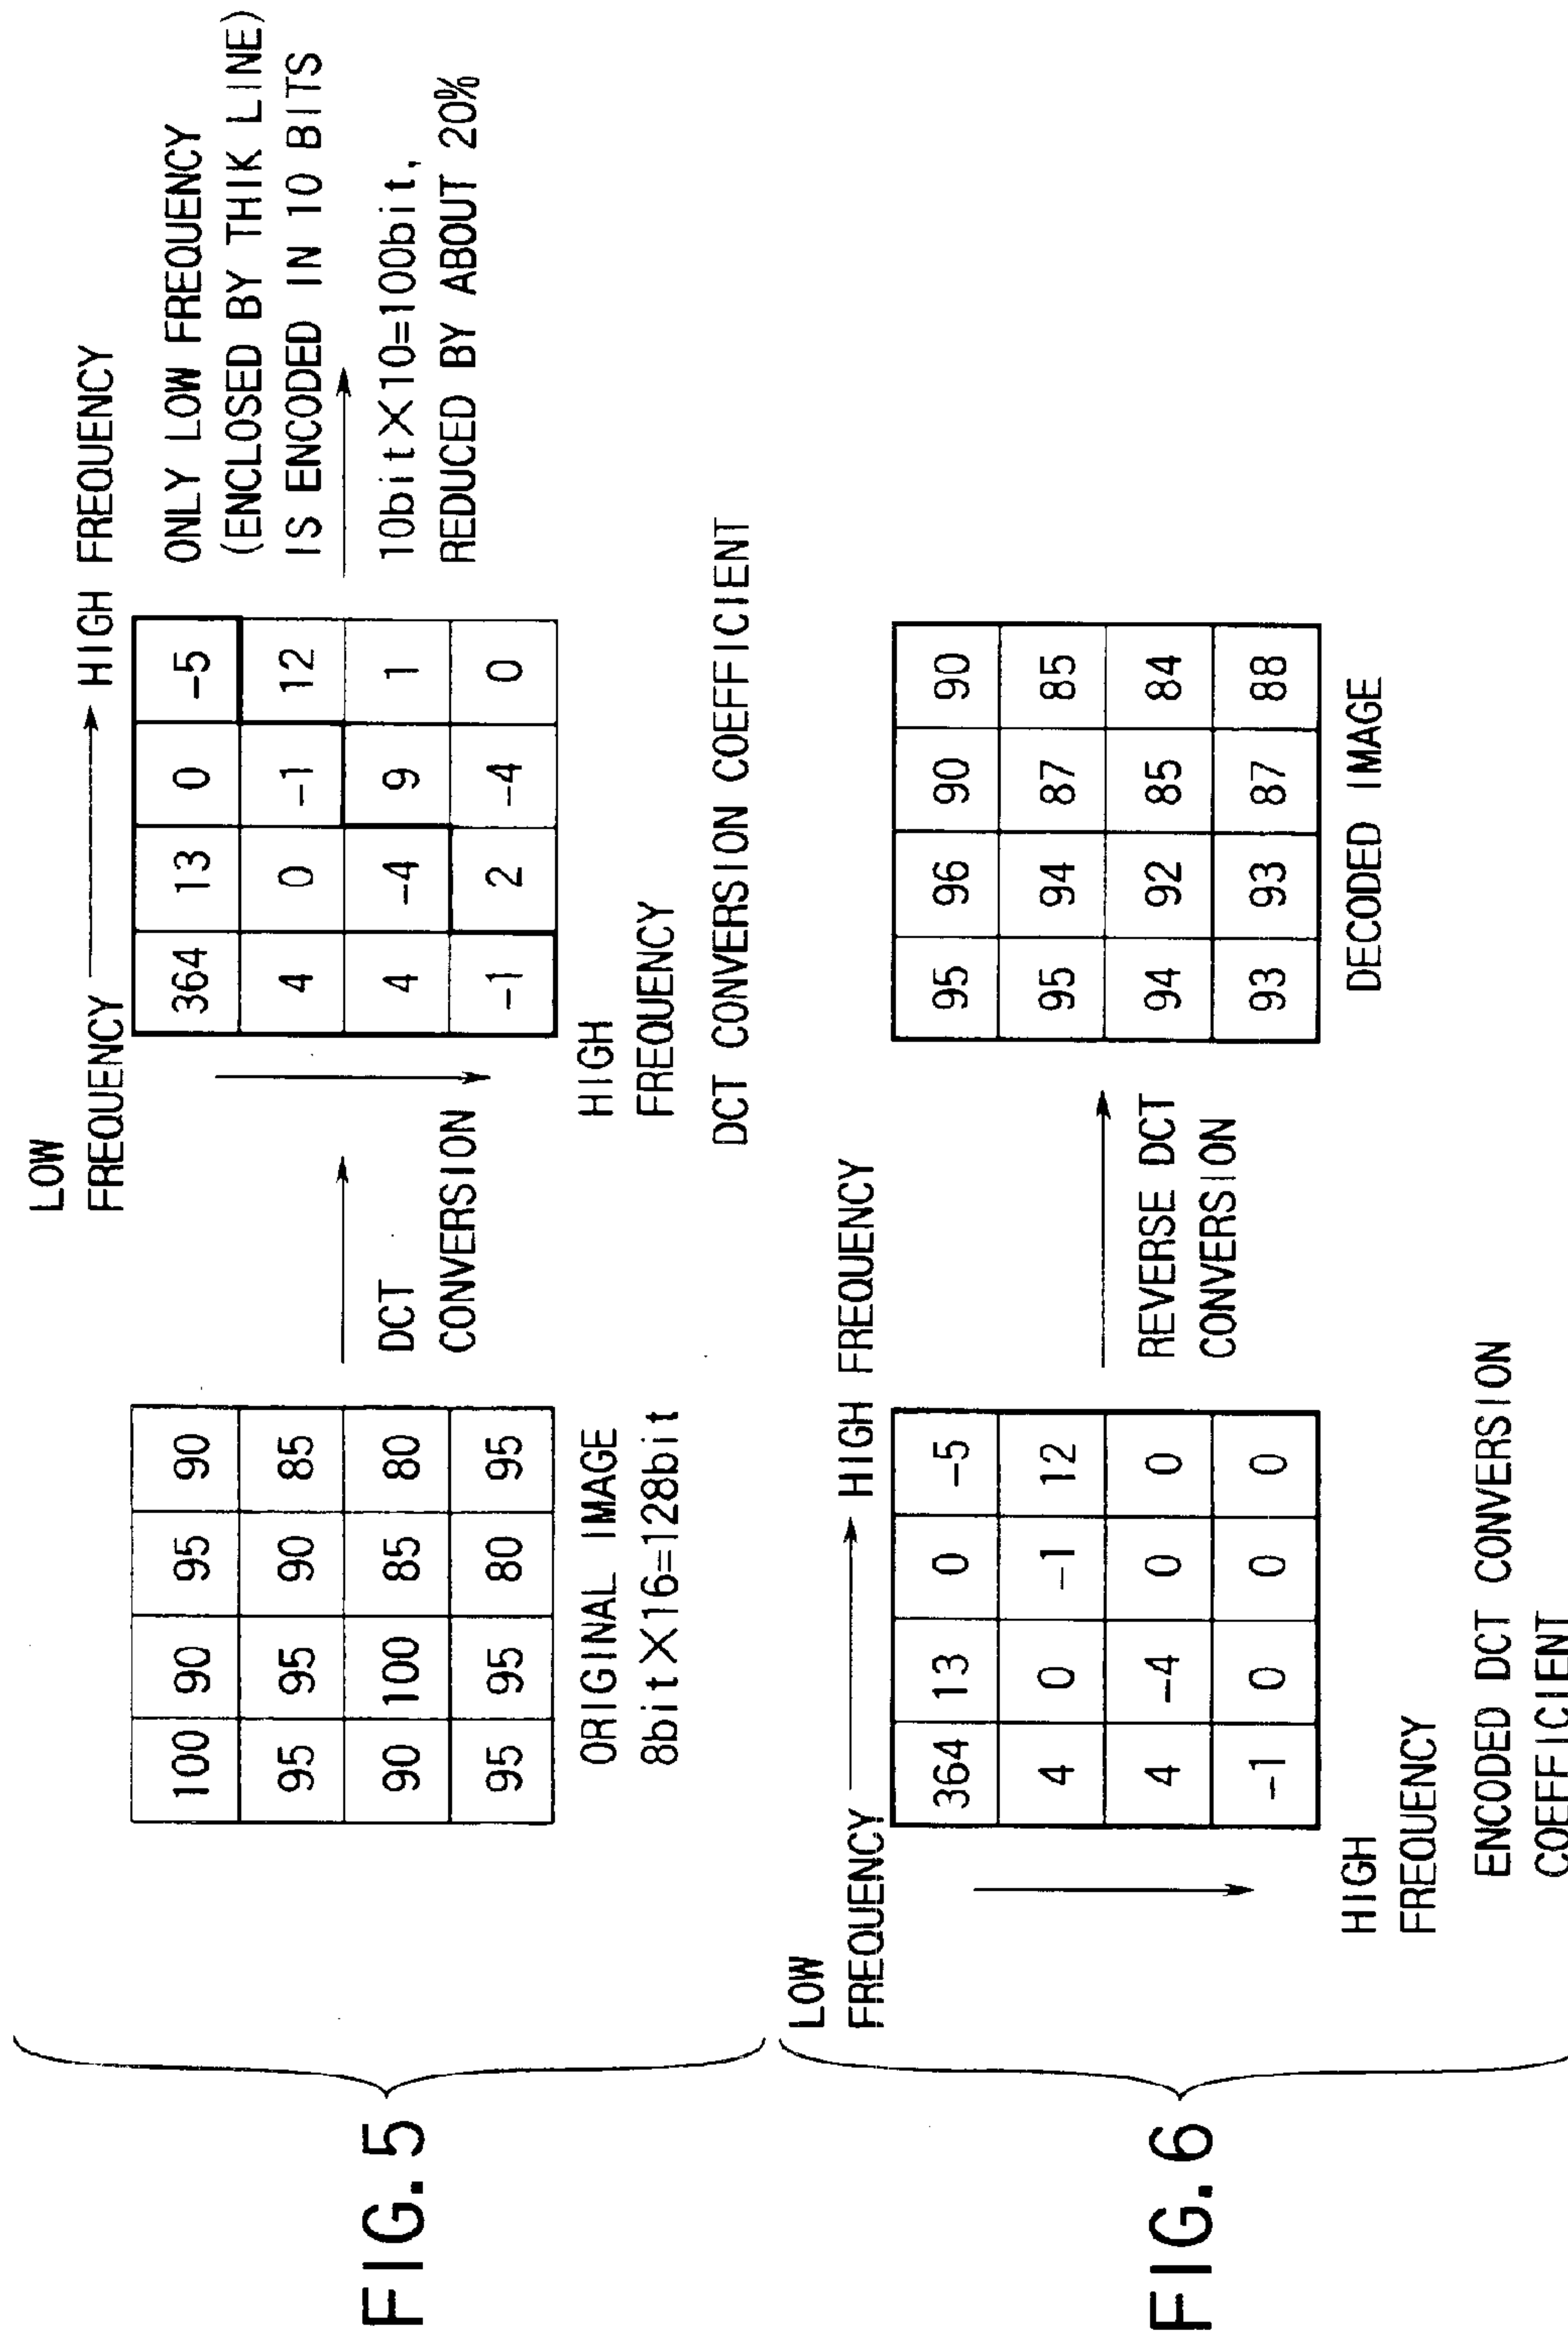 FIG. 5
LOW
FREQUENCY
HIGH FREQUENCY
100 90 95 90
95 95 90 85
90 100 85 80
95 95 80 95
ORIGINAL IMAGE
8bit×16=128bit
DCT
CONVERSION
364 13 0 -5
4 0 -1 12
4 -4 9 1
-1 2 -4 0
HIGH
FREQUENCY
DCT CONVERSION COEFFICIENT
ONLY LOW FREQUENCY
(ENCLOSED BY THIK LINE)
IS ENCODED IN 10 BITS
10bit×10=100bit,
REDUCED BY ABOUT 20%
FIG. 6
LOW
FREQUENCY
HIGH FREQUENCY
364 13 0 -5
4 0 -1 12
4 -4 0 0
-1 0 0 0
HIGH
FREQUENCY
ENCODED DCT CONVERSION
COEFFICIENT
REVERSE DCT
CONVERSION
95 96 90 90
95 94 87 85
94 92 85 84
93 93 87 88
DECODED IMAGE